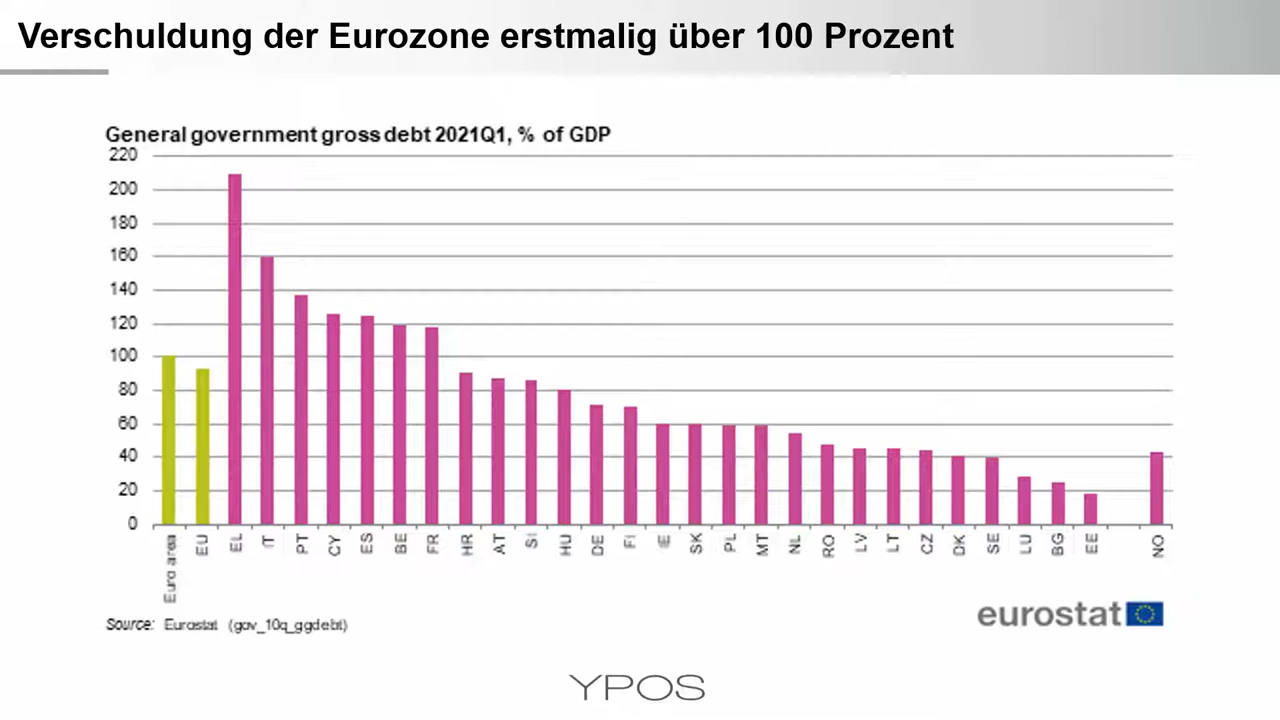 Verschuldung der Eurozone erstmalig über 100 Prozent
General government gross debt 2021Q1, % of GDP
220
200
180
160
140
120
100
80
60
40
20
0
Euro area EU EL IT PT CY ES BE FR HR AT SI HU DE FI IE SK PL MT NL RO LV LT CZ DK SE LU BG EE NO
Source: Eurostat (gov_10q_ggdebt)
eurostat
YPOS